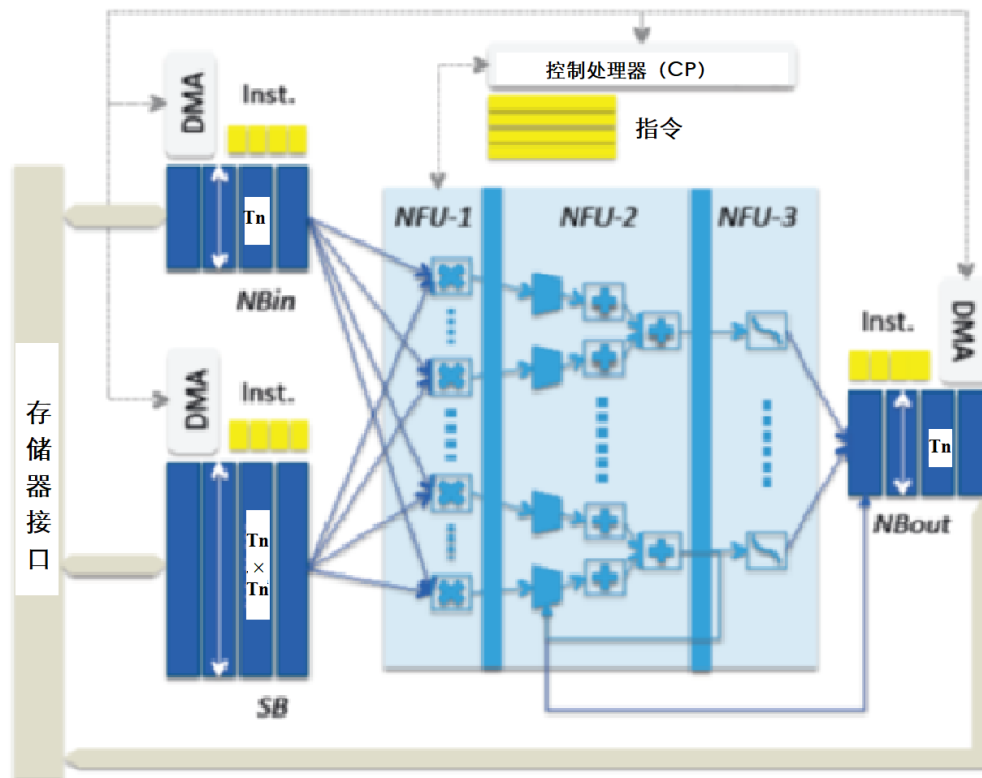 控制处理器（CP）
DMA
Inst.
指令
Tn
NBin
NFU-1
NFU-2
NFU-3
存储器接口
DMA
Inst.
Tn
×
Tn
SB
Inst.
DMA
Tn
NBout